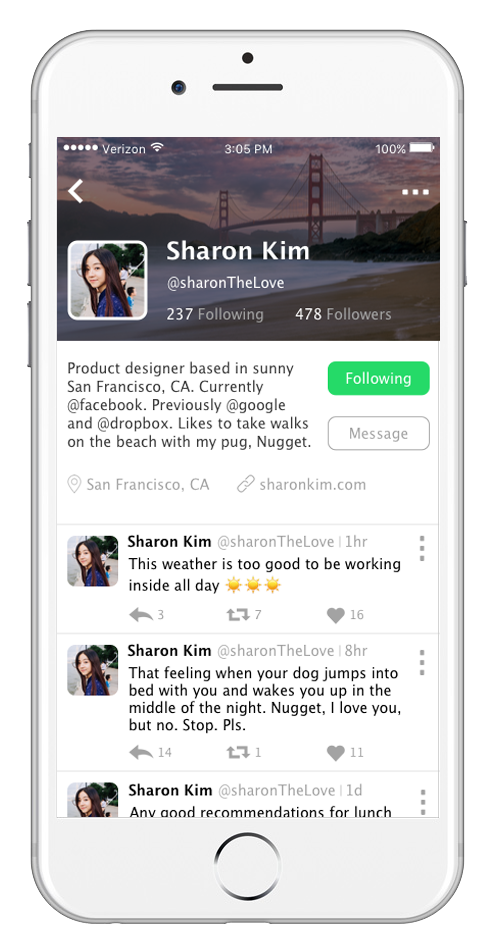 Verizon 3:05 PM 100%
Sharon Kim
@sharonTheLove
237 Following 478 Followers
Product designer based in sunny
San Francisco, CA. Currently
@facebook. Previously @google
and @dropbox. Likes to take walks
on the beach with my pug, Nugget.
Following
Message
San Francisco, CA sharonkim.com
Sharon Kim @sharonTheLove | 1hr
This weather is too good to be working
inside all day ☀️☀️☀️
3 7 16
Sharon Kim @sharonTheLove | 8hr
That feeling when your dog jumps into
bed with you and wakes you up in the
middle of the night. Nugget, I love you,
but no. Stop. Pls.
14 1 11
Sharon Kim @sharonTheLove | 1d
Any good recommendations for lunch